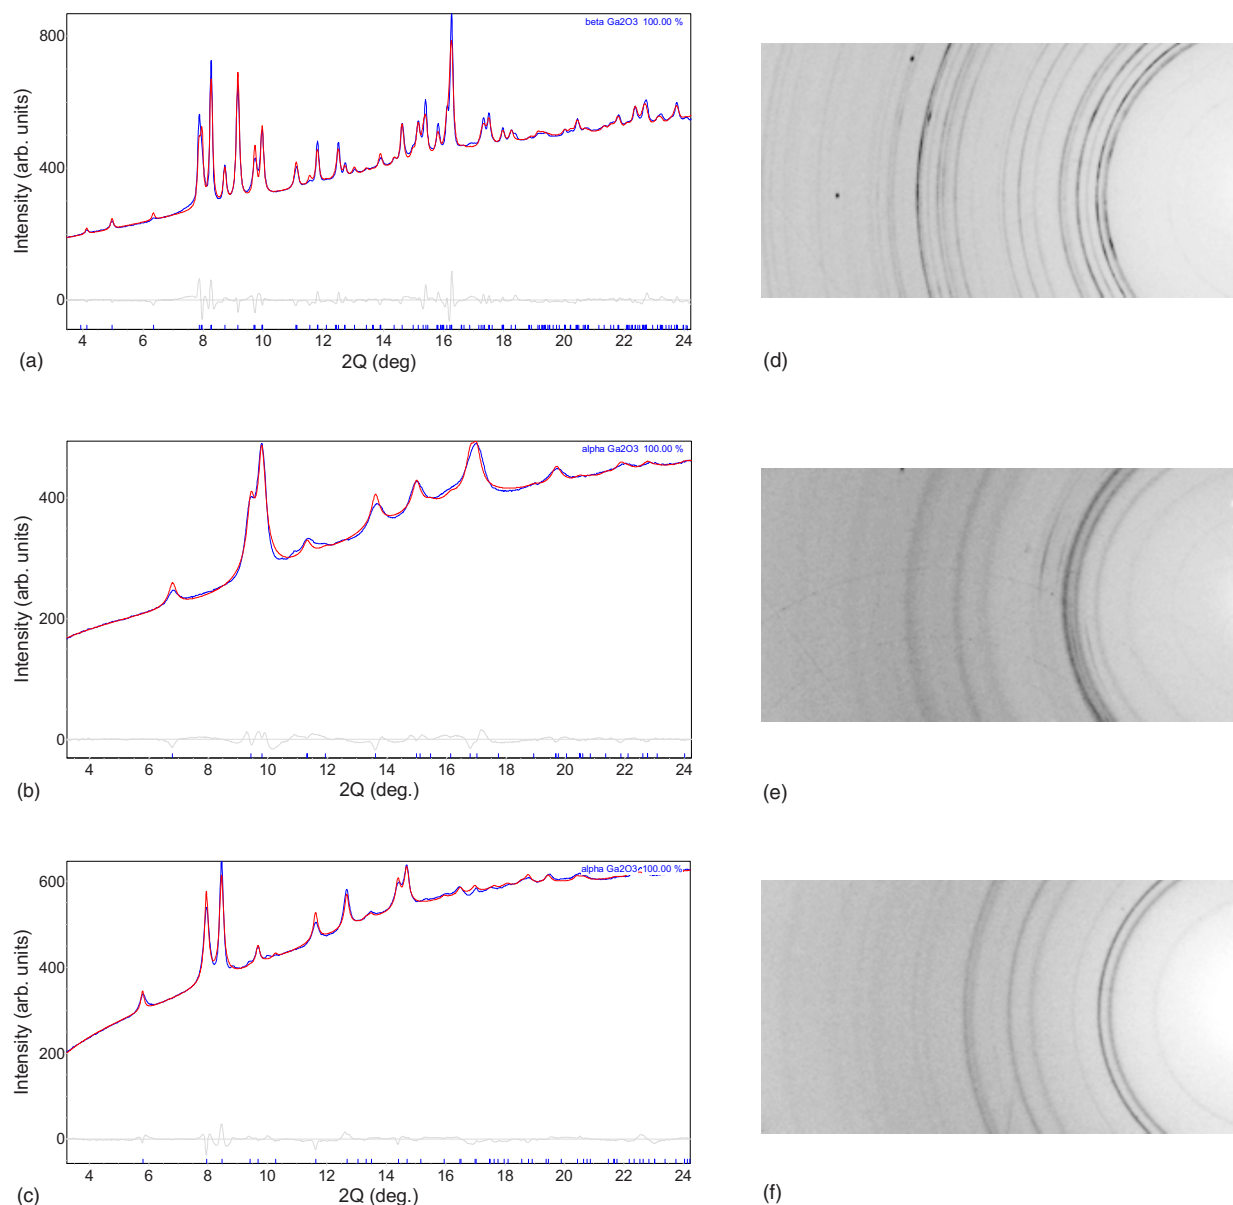 beta Ga2O3 100.00 %
800
400
0
Intensity (arb. units)
4 6 8 10 12 14 16 18 20 22 24
2Q (deg)
(a)
(d)
alpha Ga2O3 100.00 %
400
200
0
Intensity (arb. units)
4 6 8 10 12 14 16 18 20 22 24
2Q (deg.)
(b)
(e)
alpha Ga2O3 100.00 %
600
400
200
0
Intensity (arb. units)
4 6 8 10 12 14 16 18 20 22 24
2Q (deg.)
(c)
(f)